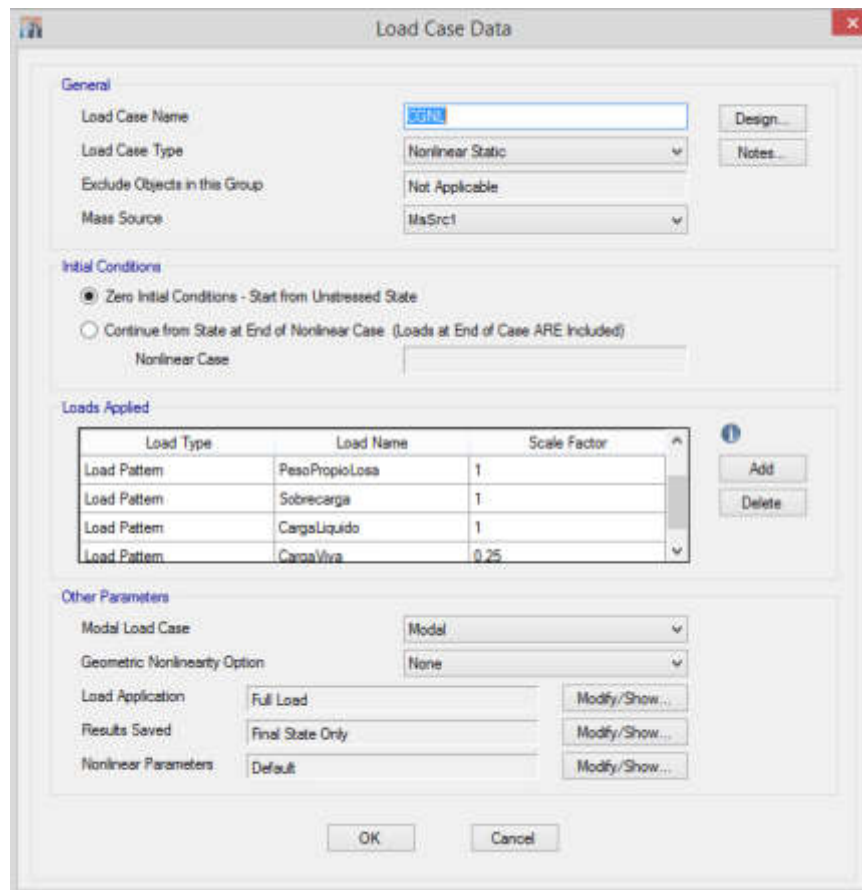 Load Case Data
General
Load Case Name CGNL Design...
Load Case Type Nonlinear Static Notes...
Exclude Objects in this Group Not Applicable
Mass Source MsSrc1
Initial Conditions
Zero Initial Conditions - Start from Unstressed State
Continue from State at End of Nonlinear Case (Loads at End of Case ARE Included)
Nonlinear Case
Loads Applied
Load Type Load Name Scale Factor
Load Pattern PesoPropioLosa 1 Add
Load Pattern Sobrecarga 1 Delete
Load Pattern CargaLiquido 1
Load Pattern CargaViva 0.25
Other Parameters
Modal Load Case Modal
Geometric Nonlinearity Option None
Load Application Full Load Modify/Show...
Results Saved Final State Only Modify/Show...
Nonlinear Parameters Default Modify/Show...
OK Cancel